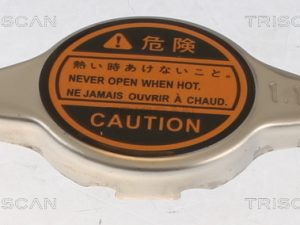 TRISCAN
TRISCAN
⚠ 危険
熱い時あけないこと。
NEVER OPEN WHEN HOT.
NE JAMAIS OUVRIR À CHAUD.
CAUTION
TRISCAN
TRISCAN